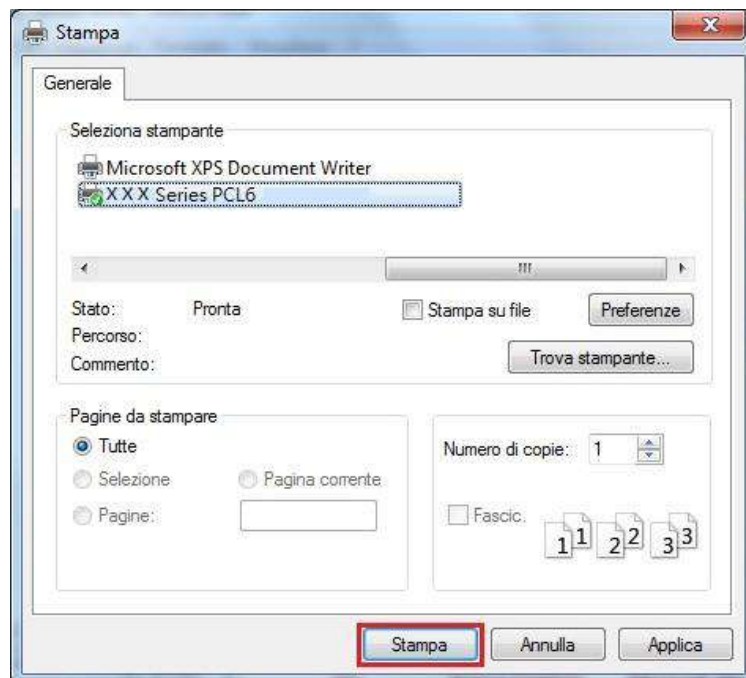 Stampa
Generale
Seleziona stampante
Microsoft XPS Document Writer
X X X Series PCL6
Stato: Pronta
Stampa su file
Preferenze
Percorso:
Commento:
Trova stampante...
Pagine da stampare
Tutte
Selezione
Pagina corrente
Pagine:
Numero di copie: 1
Fascic.
1 1 2 2 3 3
Stampa
Annulla
Applica